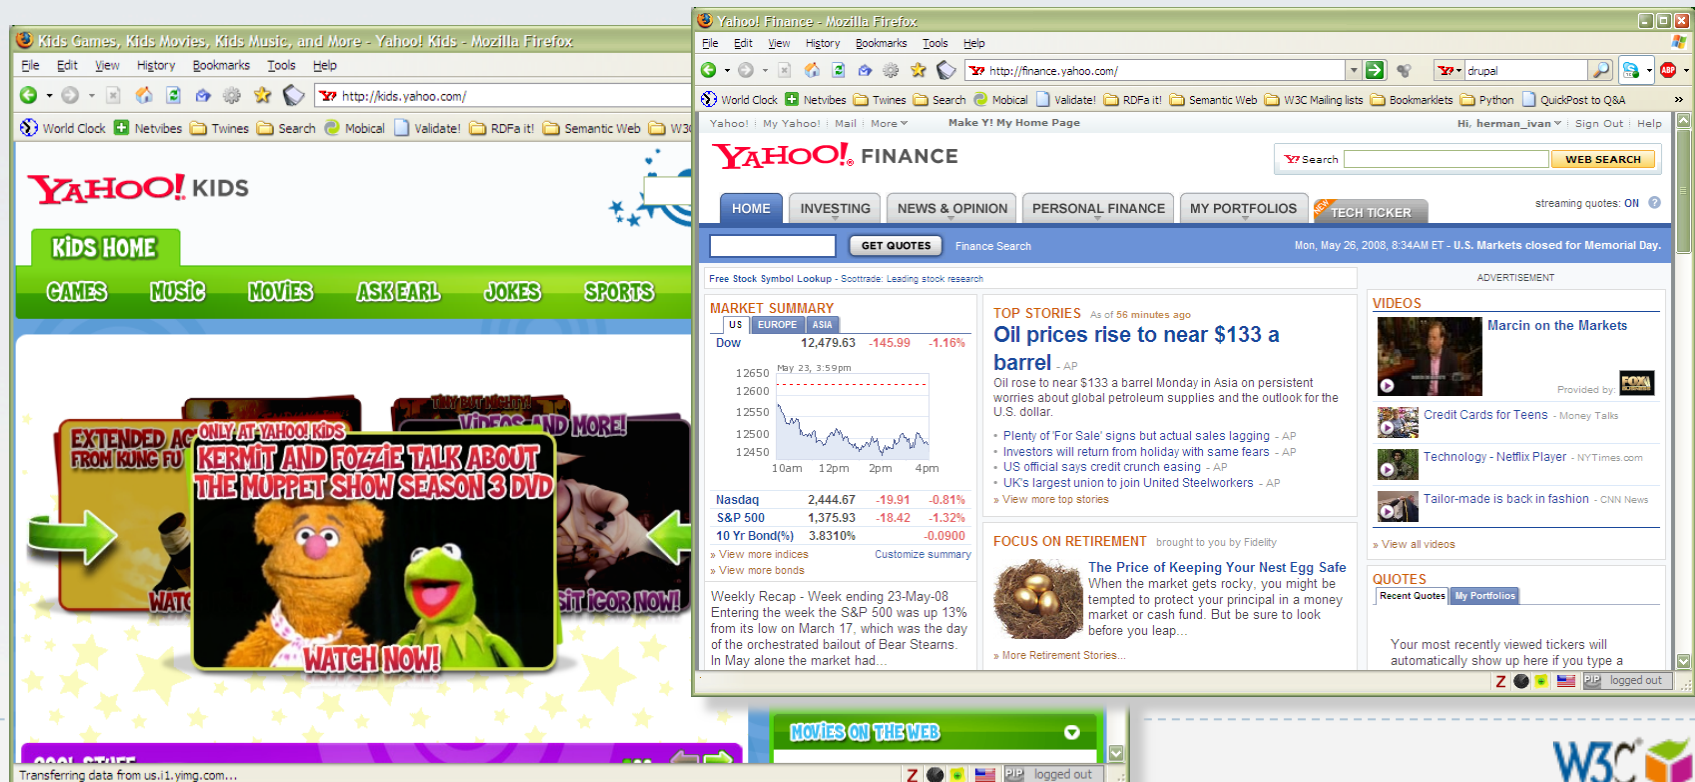 Kids Games, Kids Movies, Kids Music, and More - Yahoo! Kids - Mozilla Firefox
File Edit View History Bookmarks Tools Help
http://kids.yahoo.com/
World Clock Netvibes Twines Search Mobical Validate! RDFa it! Semantic Web W3C
YAHOO! KIDS
KIDS HOME
GAMES MUSIC MOVIES ASK EARL JOKES SPORTS
TINY BUT MIGHTY!
EXTENDED AC
FROM KUNG FU
VIDEOS AND MORE!
ONLY AT YAHOO! KIDS
KERMIT AND FOZZIE TALK ABOUT
THE MUPPET SHOW SEASON 3 DVD
WATC
SIT IGOR NOW!
WATCH NOW!
MOVIES ON THE WEB
COOL STUFF
Transferring data from us.i1.yimg.com...
Z PIP logged out
Yahoo! Finance - Mozilla Firefox
File Edit View History Bookmarks Tools Help
http://finance.yahoo.com/ drupal ABP
World Clock Netvibes Twines Search Mobical Validate! RDFa it! Semantic Web W3C Mailing lists Bookmarklets Python QuickPost to Q&A »
Yahoo! My Yahoo! Mail More Make Y! My Home Page Hi, herman_ivan Sign Out Help
YAHOO! FINANCE
Y! Search WEB SEARCH
HOME INVESTING NEWS & OPINION PERSONAL FINANCE MY PORTFOLIOS NEW TECH TICKER streaming quotes: ON ?
GET QUOTES Finance Search Mon, May 26, 2008, 8:34AM ET - U.S. Markets closed for Memorial Day.
Free Stock Symbol Lookup - Scottrade: Leading stock research
MARKET SUMMARY
US EUROPE ASIA
Dow 12,479.63 -145.99 -1.16%
May 23, 3:59pm
12650
12600
12550
12500
12450
10am 12pm 2pm 4pm
Nasdaq 2,444.67 -19.91 -0.81%
S&P 500 1,375.93 -18.42 -1.32%
10 Yr Bond(%) 3.8310% -0.0900
» View more indices Customize summary
» View more bonds
Weekly Recap - Week ending 23-May-08
Entering the week the S&P 500 was up 13%
from its low on March 17, which was the day
of the orchestrated bailout of Bear Stearns.
In May alone the market had...
TOP STORIES As of 56 minutes ago
Oil prices rise to near $133 a
barrel - AP
Oil rose to near $133 a barrel Monday in Asia on persistent
worries about global petroleum supplies and the outlook for the
U.S. dollar.
• Plenty of 'For Sale' signs but actual sales lagging - AP
• Investors will return from holiday with same fears - AP
• US official says credit crunch easing - AP
• UK's largest union to join United Steelworkers - AP
» View more top stories
FOCUS ON RETIREMENT brought to you by Fidelity
The Price of Keeping Your Nest Egg Safe
When the market gets rocky, you might be
tempted to protect your principal in a money
market or cash fund. But be sure to look
before you leap...
» More Retirement Stories...
ADVERTISEMENT
VIDEOS
Marcin on the Markets
Provided by: FOX
Credit Cards for Teens - Money Talks
Technology - Netflix Player - NYTimes.com
Tailor-made is back in fashion - CNN News
» View all videos
QUOTES
Recent Quotes My Portfolios
Your most recently viewed tickers will
automatically show up here if you type a
Z PIP logged out
W3C®